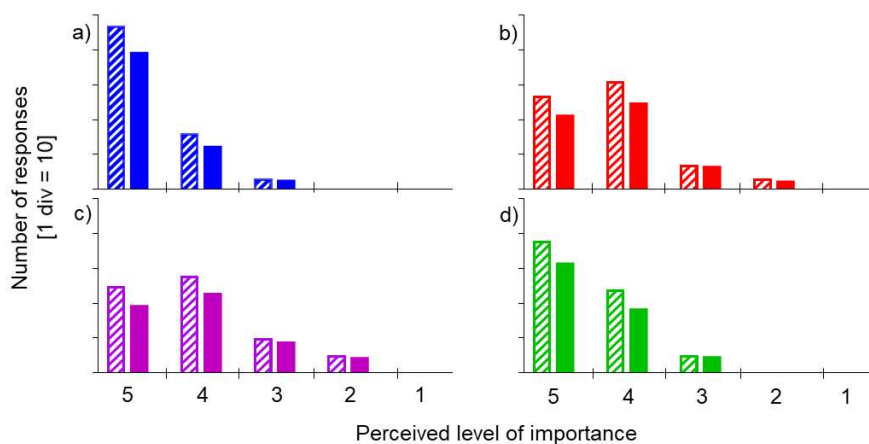 a)
b)
Number of responses
[1 div = 10]
c)
d)
5 4 3 2 1
5 4 3 2 1
Perceived level of importance